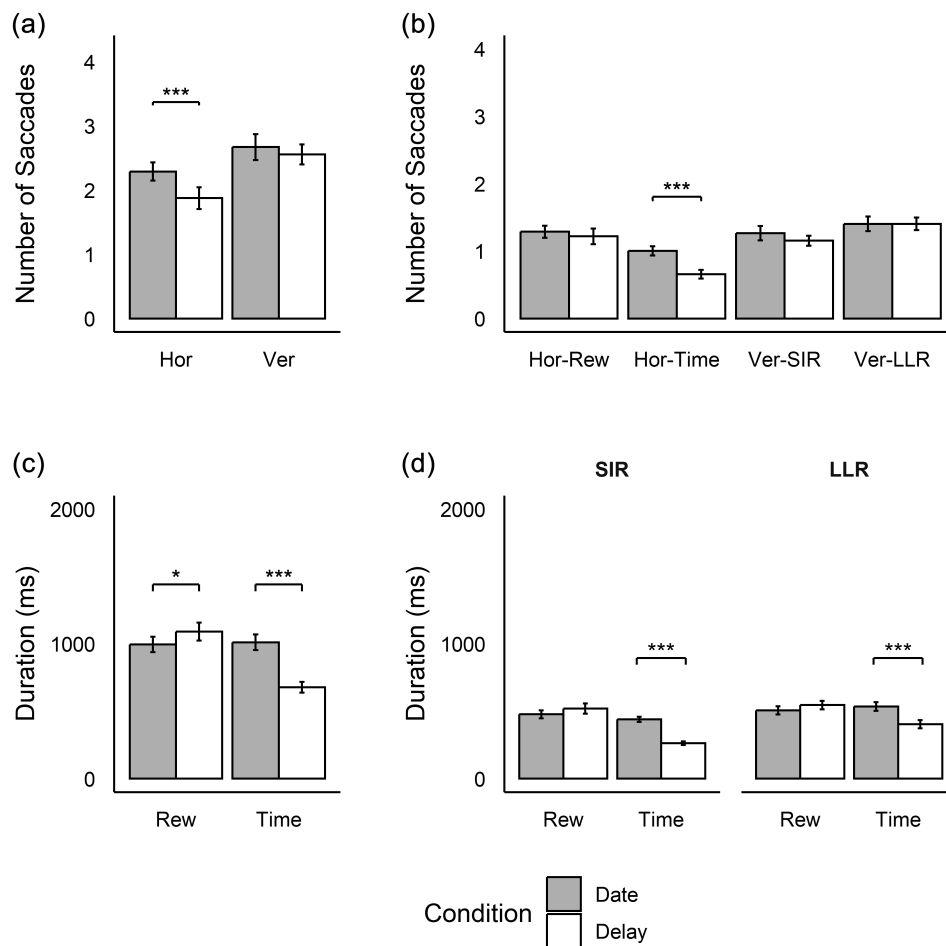 (a)
Number of Saccades
4
3
2
1
0
***
Hor Ver
(b)
Number of Saccades
4
3
2
1
0
***
Hor-Rew Hor-Time Ver-SIR Ver-LLR
(c)
Duration (ms)
2000
1000
0
* ***
Rew Time
(d)
SIR LLR
2000
1000
0
*** ***
Rew Time Rew Time
Duration (ms)
Condition
Date
Delay